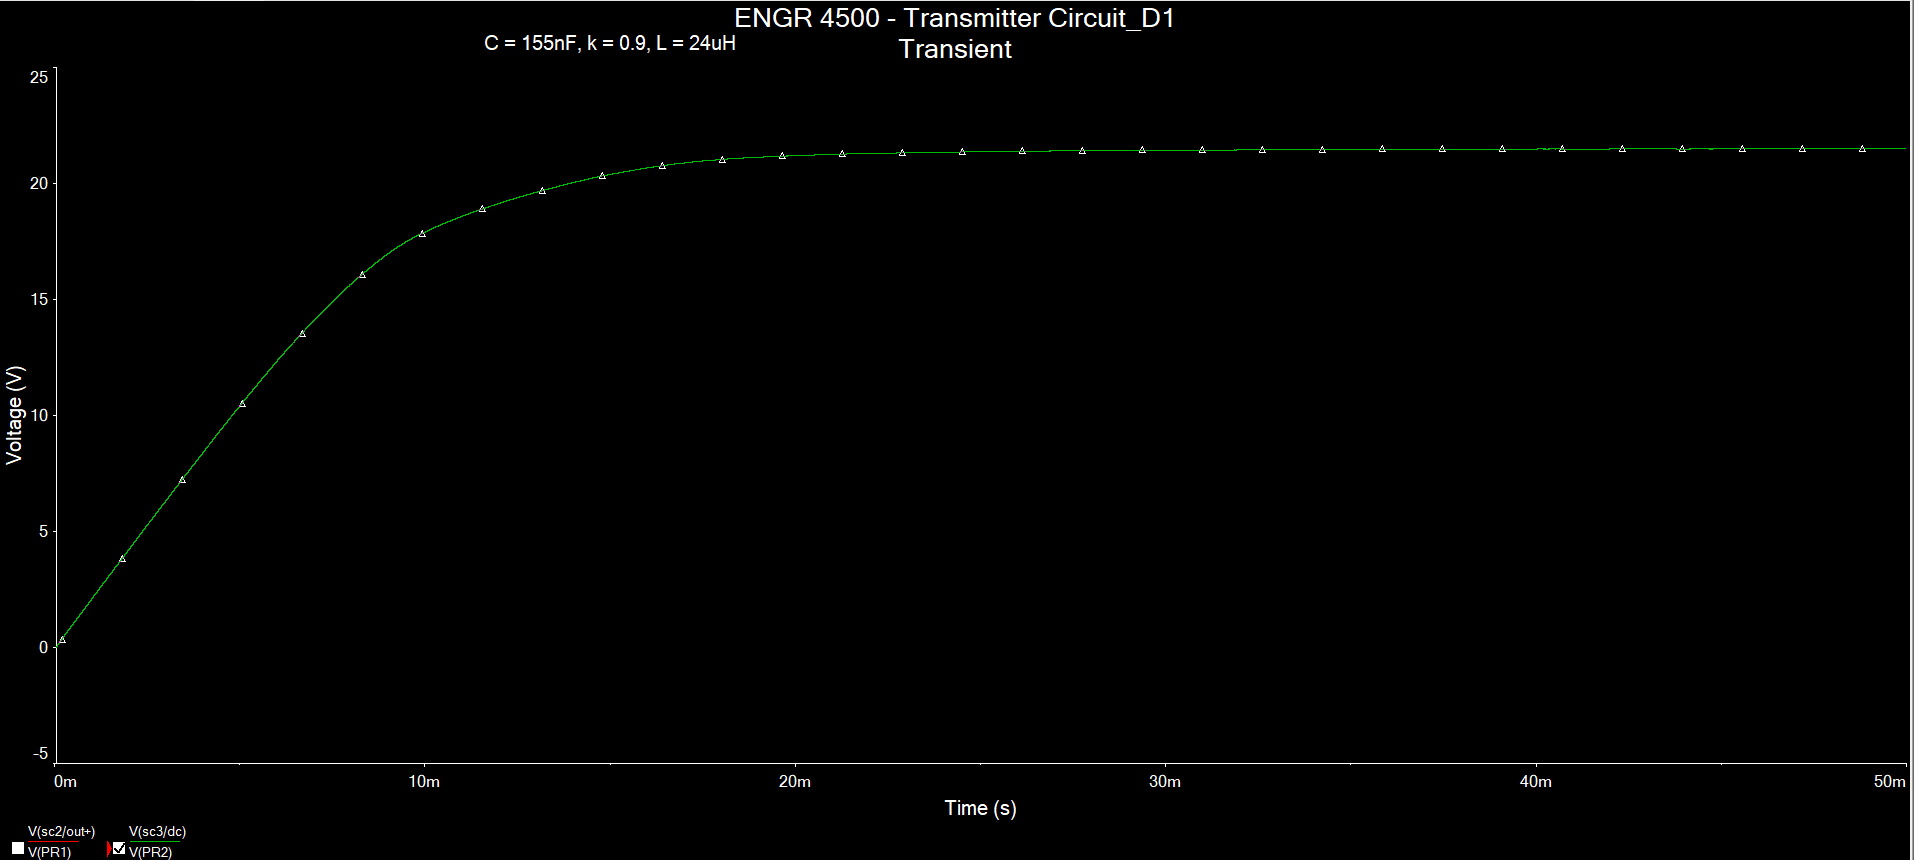 ENGR 4500 - Transmitter Circuit_D1
C = 155nF, k = 0.9, L = 24uH
Transient
25
20
15
10
5
0
-5
Voltage (V)
0m 10m 20m 30m 40m 50m
Time (s)
V(sc2/out+) V(sc3/dc)
V(PR1) V(PR2)